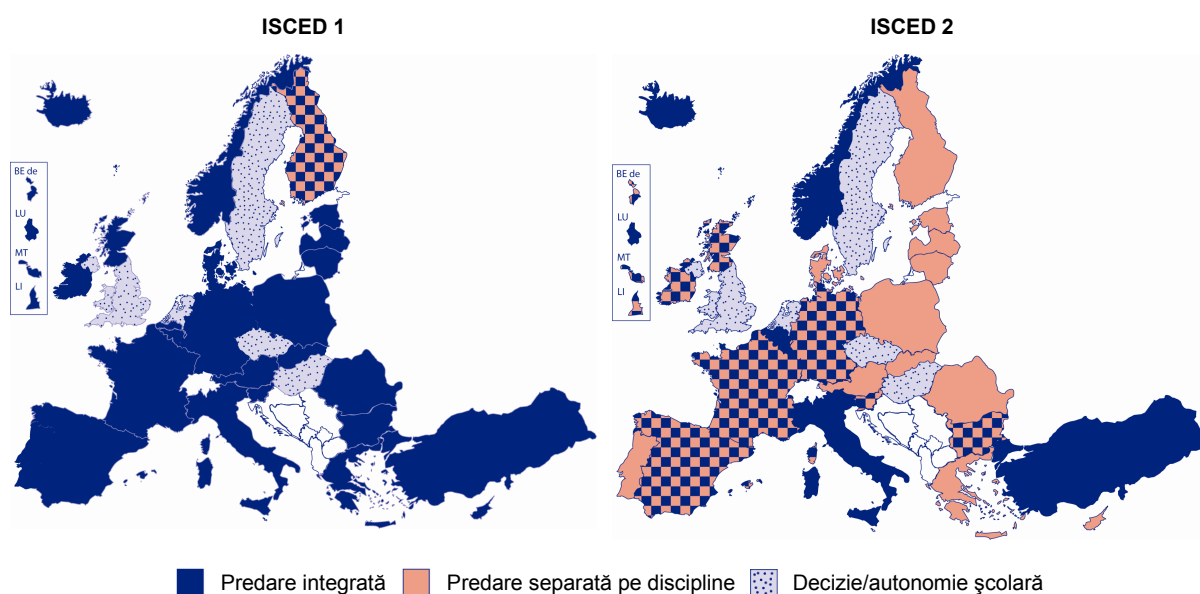 ISCED 1
ISCED 2
BE de
LU
MT
LI
BE de
LU
MT
LI
Predare integrată
Predare separată pe discipline
Decizie/autonomie şcolară